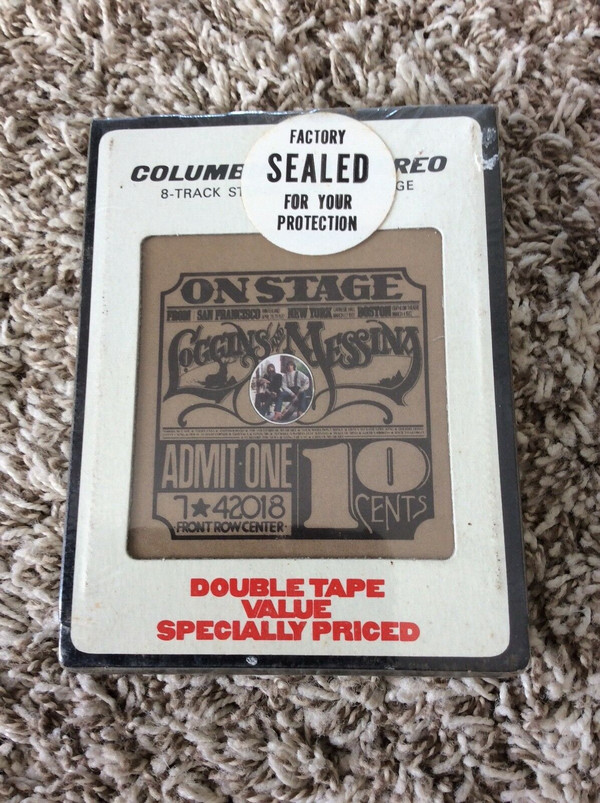 FACTORY
SEALED
FOR YOUR
PROTECTION
COLUMB REO
8-TRACK ST GE
ON STAGE
FROM SAN FRANCISCO NEW YORK BOSTON
LOGGINS AND MESSINA
ADMIT·ONE
7★42018
·FRONT ROW CENTER·
10
CENTS
DOUBLE TAPE
VALUE
SPECIALLY PRICED